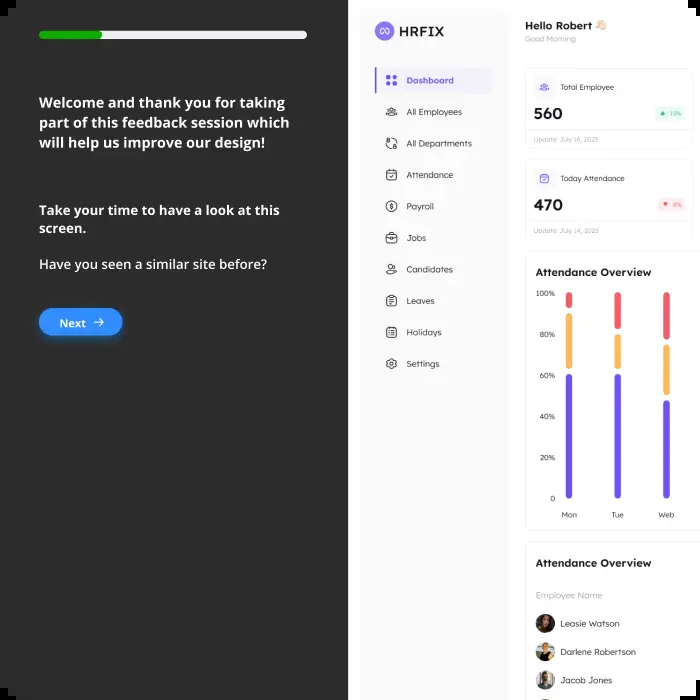 Welcome and thank you for taking
part of this feedback session which
will help us improve our design!
Take your time to have a look at this
screen.
Have you seen a similar site before?
Next
HRFIX
Dashboard
All Employees
All Departments
Attendance
Payroll
Jobs
Candidates
Leaves
Holidays
Settings
Hello Robert 👋🏻
Good Morning
Total Employee
560
Update: July 16, 2023
Today Attendance
470
8%
Update: July 14, 2023
Attendance Overview
100%
80%
60%
40%
20%
0
Mon
Tue
Web
Attendance Overview
Employee Name
Leasie Watson
Darlene Robertson
Jacob Jones